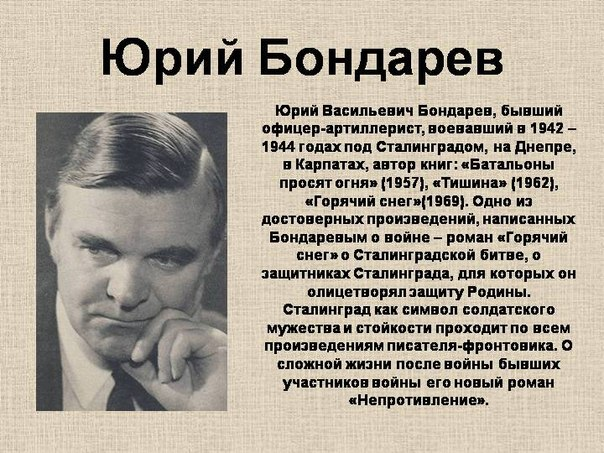 Юрий Бондарев
Юрий Васильевич Бондарев, бывший
офицер-артиллерист, воевавший в 1942 –
1944 годах под Сталинградом, на Днепре,
в Карпатах, автор книг: «Батальоны
просят огня» (1957), «Тишина» (1962),
«Горячий снег»(1969). Одно из
достоверных произведений, написанных
Бондаревым о войне – роман «Горячий
снег» о Сталинградской битве, о
защитниках Сталинграда, для которых он
олицетворял защиту Родины.
Сталинград как символ солдатского
мужества и стойкости проходит по всем
произведениям писателя-фронтовика. О
сложной жизни после войны бывших
участников войны его новый роман
«Непротивление».